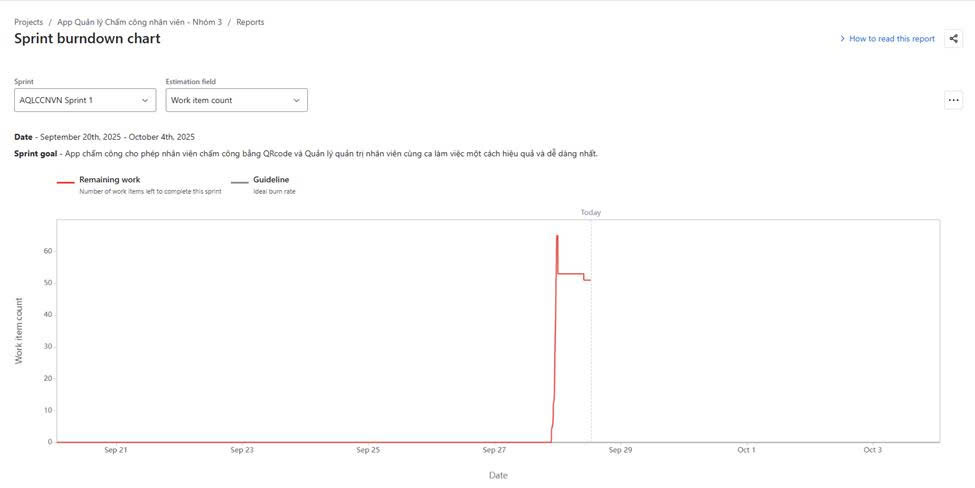 Projects / App Quản lý Chấm công nhân viên - Nhóm 3 / Reports
Sprint burndown chart
How to read this report
Sprint
Estimation field
AQLCCNVN Sprint 1
Work item count
Date - September 20th, 2025 - October 4th, 2025
Sprint goal - App chấm công cho phép nhân viên chấm công bằng QRcode và Quản lý quản trị nhân viên cùng ca làm việc một cách hiệu quả và dễ dàng nhất.
Remaining work
Number of work items left to complete this sprint
Guideline
Ideal burn rate
Today
60
50
40
30
20
10
0
Work item count
Sep 21
Sep 23
Sep 25
Sep 27
Sep 29
Oct 1
Oct 3
Date